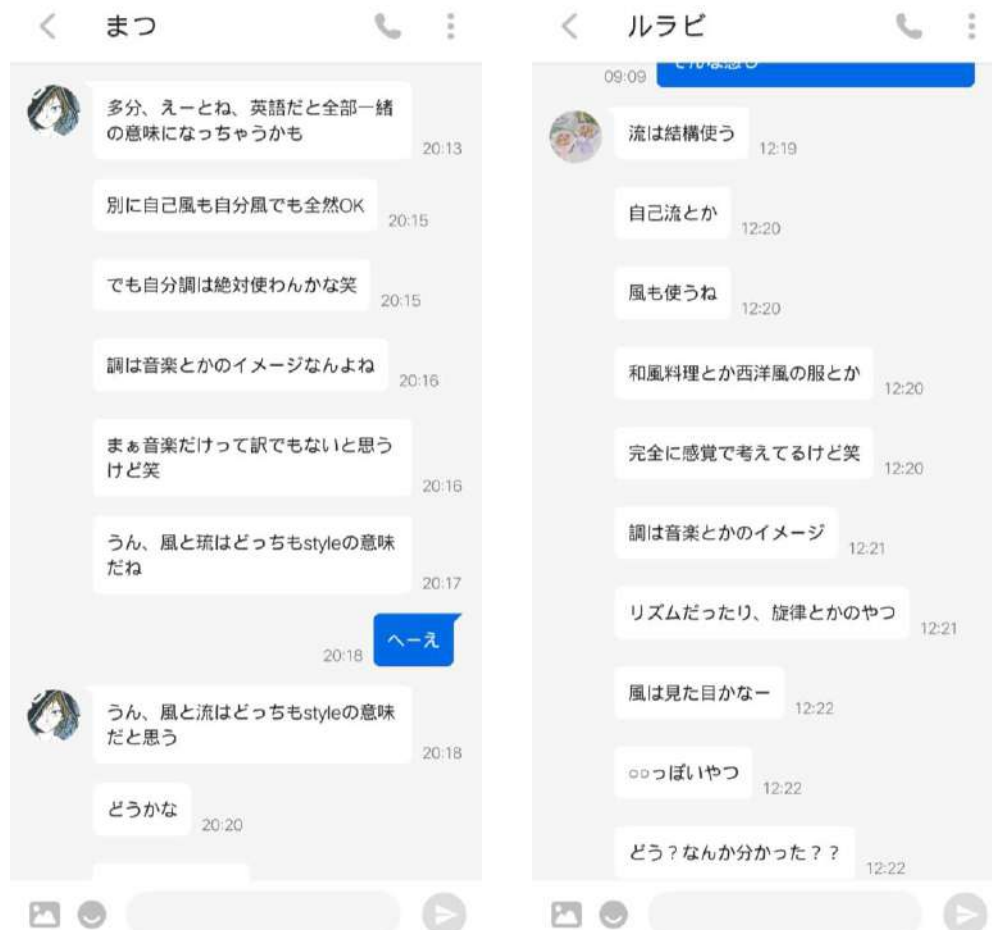 まつ
多分、えーとね、英語だと全部一緒
の意味になっちゃうかも
20:13
別に自己風も自分風でも全然OK
20:15
でも自分調は絶対使わんかな笑
20:15
調は音楽とかのイメージなんよね
20:16
まぁ音楽だけって訳でもないと思う
けど笑
20:16
うん、風と琉はどっちもstyleの意味
だね
20:17
へーえ
20:18
うん、風と流はどっちもstyleの意味
だと思う
20:18
どうかな
20:20
ルラビ
09:09
流は結構使う
12:19
自己流とか
12:20
風も使うね
12:20
和風料理とか西洋風の服とか
12:20
完全に感覚で考えてるけど笑
12:20
調は音楽とかのイメージ
12:21
リズムだったり、旋律とかのやつ
12:21
風は見た目かなー
12:22
○○っぽいやつ
12:22
どう？なんか分かった？？
12:22